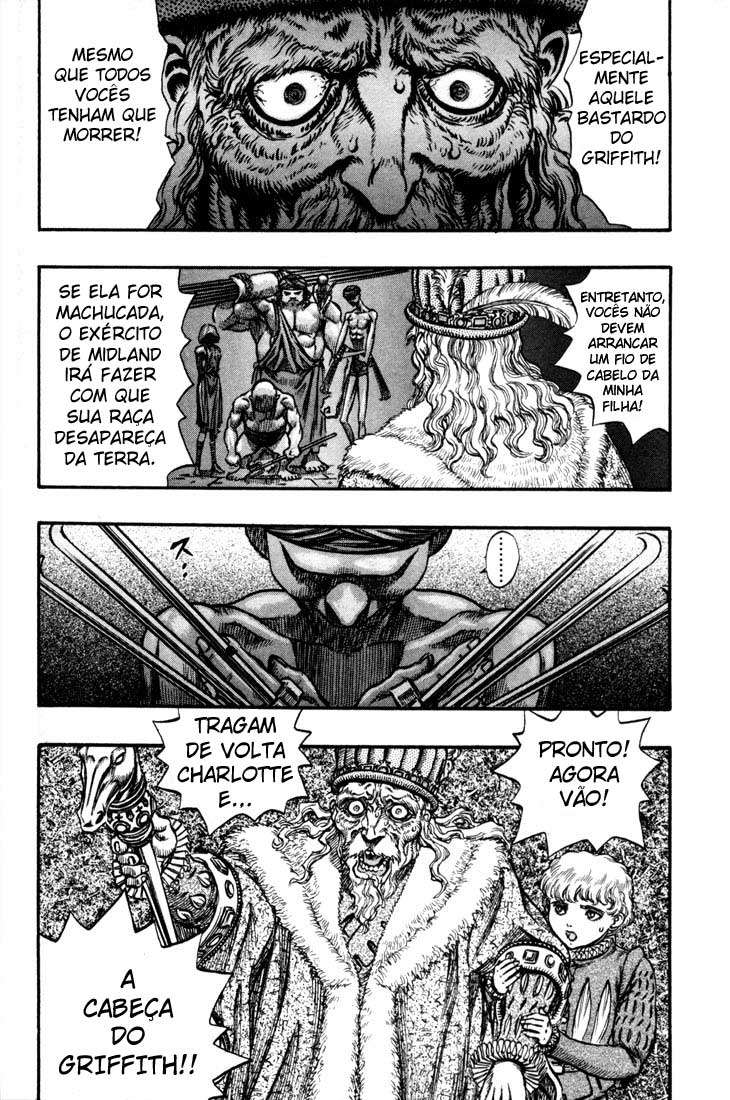 ESPECIAL-
MENTE
AQUELE
BASTARDO
DO
GRIFFITH!
MESMO
QUE TODOS
VOCÊS
TENHAM QUE
MORRER!
ENTRETANTO,
VOCÊS NÃO
DEVEM
ARRANCAR
UM FIO DE
CABELO DA
MINHA
FILHA!
SE ELA FOR
MACHUCADA,
O EXÉRCITO
DE MIDLAND
IRÁ FAZER
COM QUE
SUA RAÇA
DESAPAREÇA
DA TERRA.
......
ス
PRONTO!
AGORA
VÃO!
TRAGAM
DE VOLTA
CHARLOTTE
E...
A
CABEÇA
DO
GRIFFITH!!